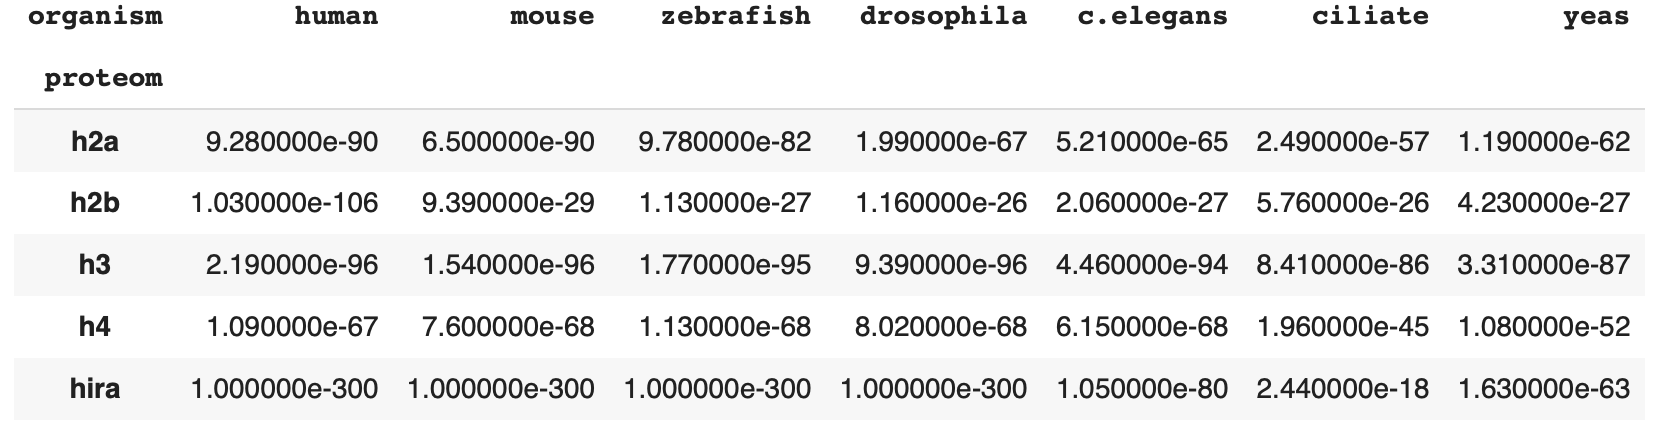 organism human mouse zebrafish drosophila c.elegans ciliate yeas
proteom
h2a 9.280000e-90 6.500000e-90 9.780000e-82 1.990000e-67 5.210000e-65 2.490000e-57 1.190000e-62
h2b 1.030000e-106 9.390000e-29 1.130000e-27 1.160000e-26 2.060000e-27 5.760000e-26 4.230000e-27
h3 2.190000e-96 1.540000e-96 1.770000e-95 9.390000e-96 4.460000e-94 8.410000e-86 3.310000e-87
h4 1.090000e-67 7.600000e-68 1.130000e-68 8.020000e-68 6.150000e-68 1.960000e-45 1.080000e-52
hira 1.000000e-300 1.000000e-300 1.000000e-300 1.000000e-300 1.050000e-80 2.440000e-18 1.630000e-63